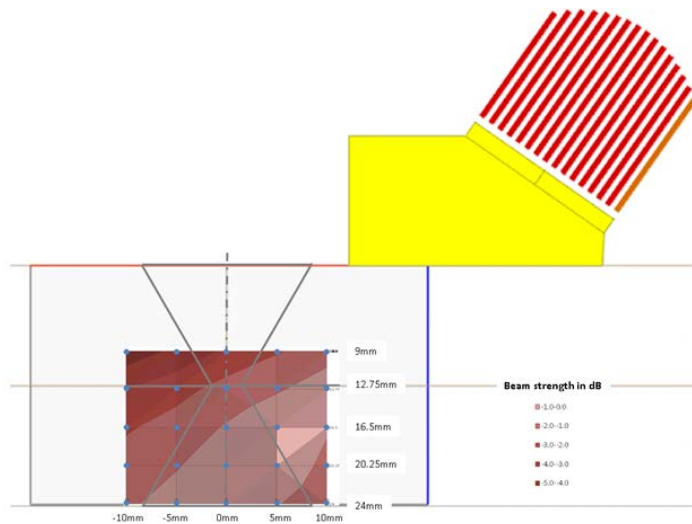 9mm
12.75mm
Beam strength in dB
-1.0-0.0
16.5mm
-2.0--1.0
-3.0--2.0
20.25mm
-4.0--3.0
-5.0--4.0
24mm
-10mm -5mm 0mm 5mm 10mm